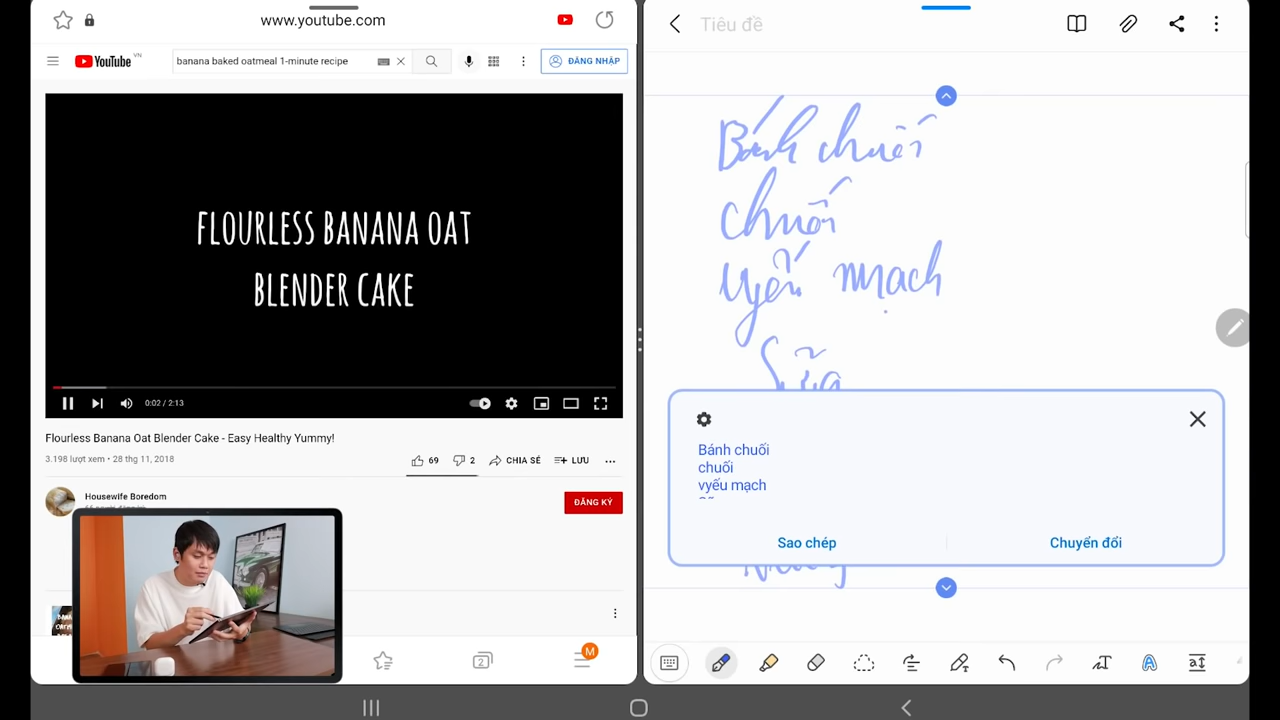 www.youtube.com
YouTube VN
banana baked oatmeal 1-minute recipe
ĐĂNG NHẬP
FLOURLESS BANANA OAT
BLENDER CAKE
0:02 / 2:13
Flourless Banana Oat Blender Cake - Easy Healthy Yummy!
3.198 lượt xem • 28 thg 11, 2018
69
2
CHIA SẺ
LƯU
Housewife Boredom
ĐĂNG KÝ
2
M
Tiêu đề
Bánh chuối
chuối
yến mạch
Sữa
Bánh chuối
chuối
vyếu mạch
Sao chép
Chuyển đổi